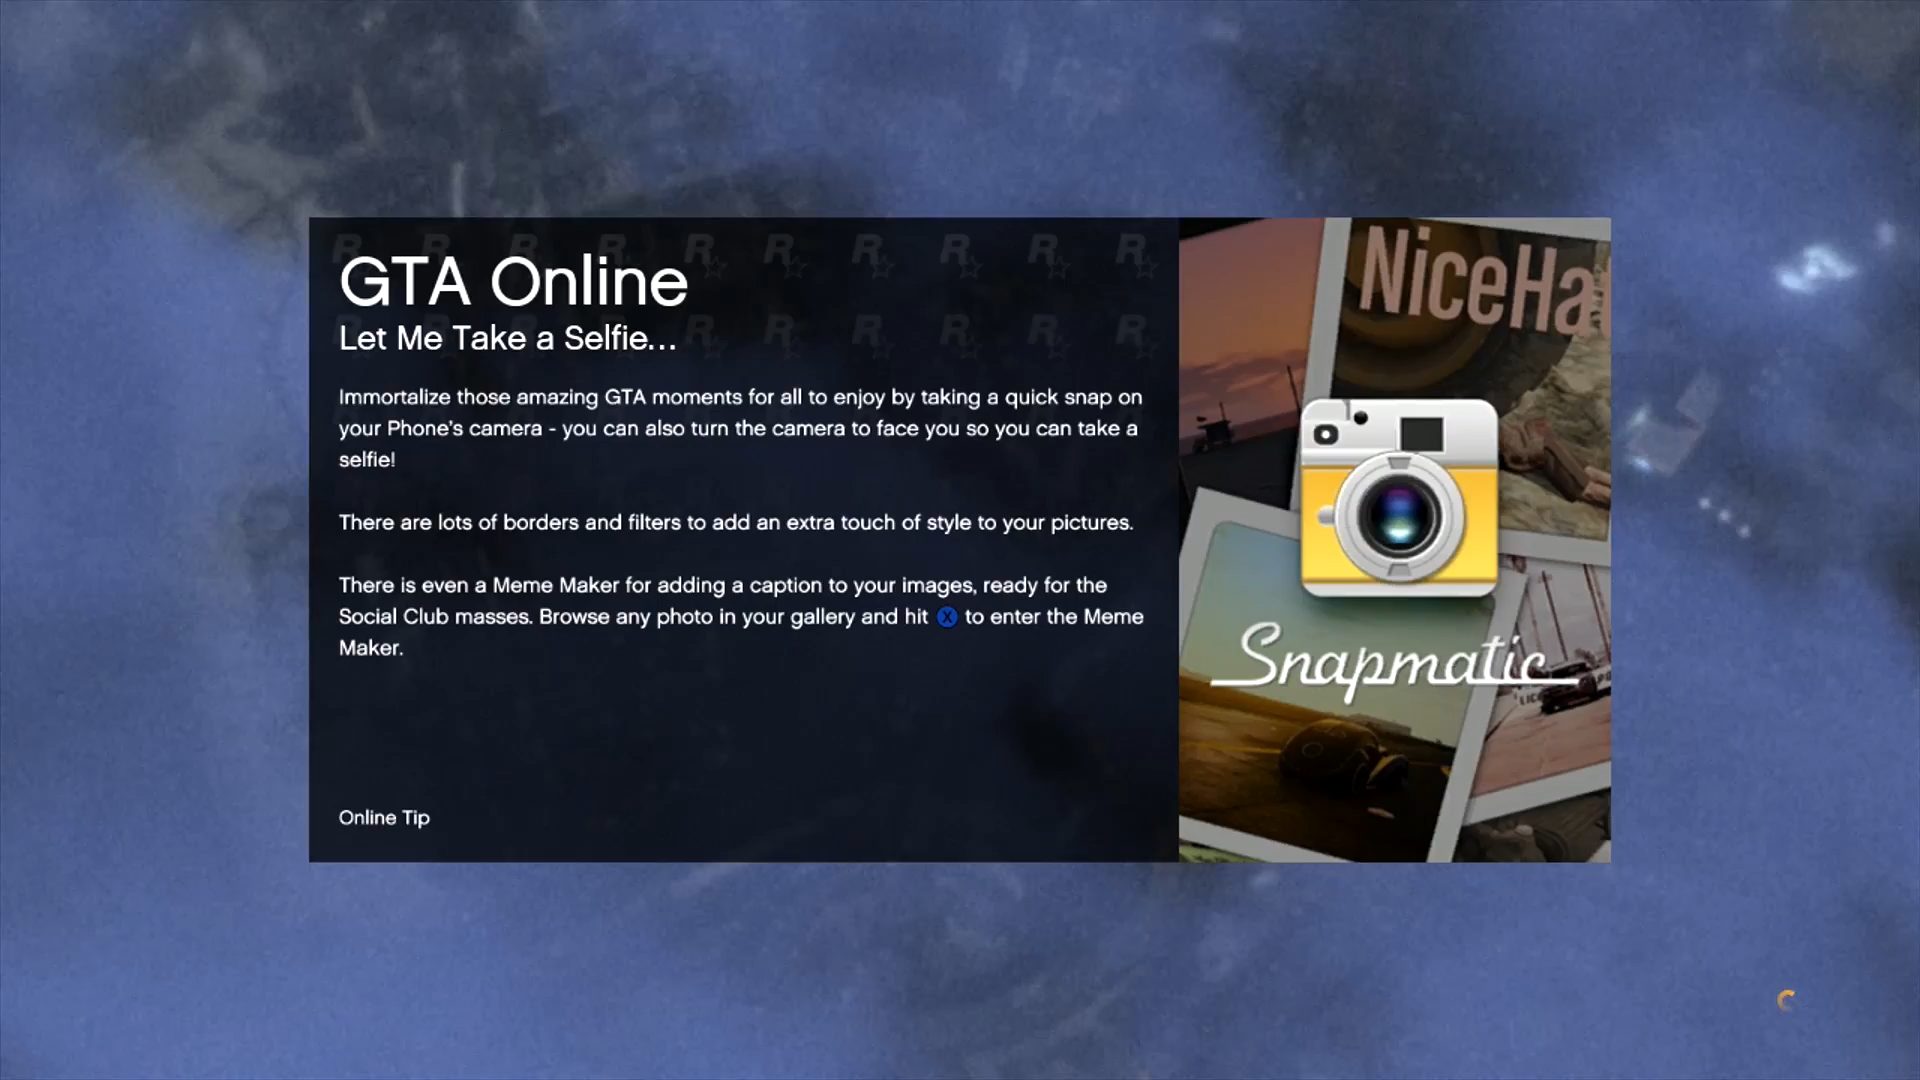 GTA Online
Let Me Take a Selfie...
Immortalize those amazing GTA moments for all to enjoy by taking a quick snap on
your Phone's camera - you can also turn the camera to face you so you can take a
selfie!
There are lots of borders and filters to add an extra touch of style to your pictures.
There is even a Meme Maker for adding a caption to your images, ready for the
Social Club masses. Browse any photo in your gallery and hit X to enter the Meme
Maker.
Online Tip
NiceHa
Snapmatic